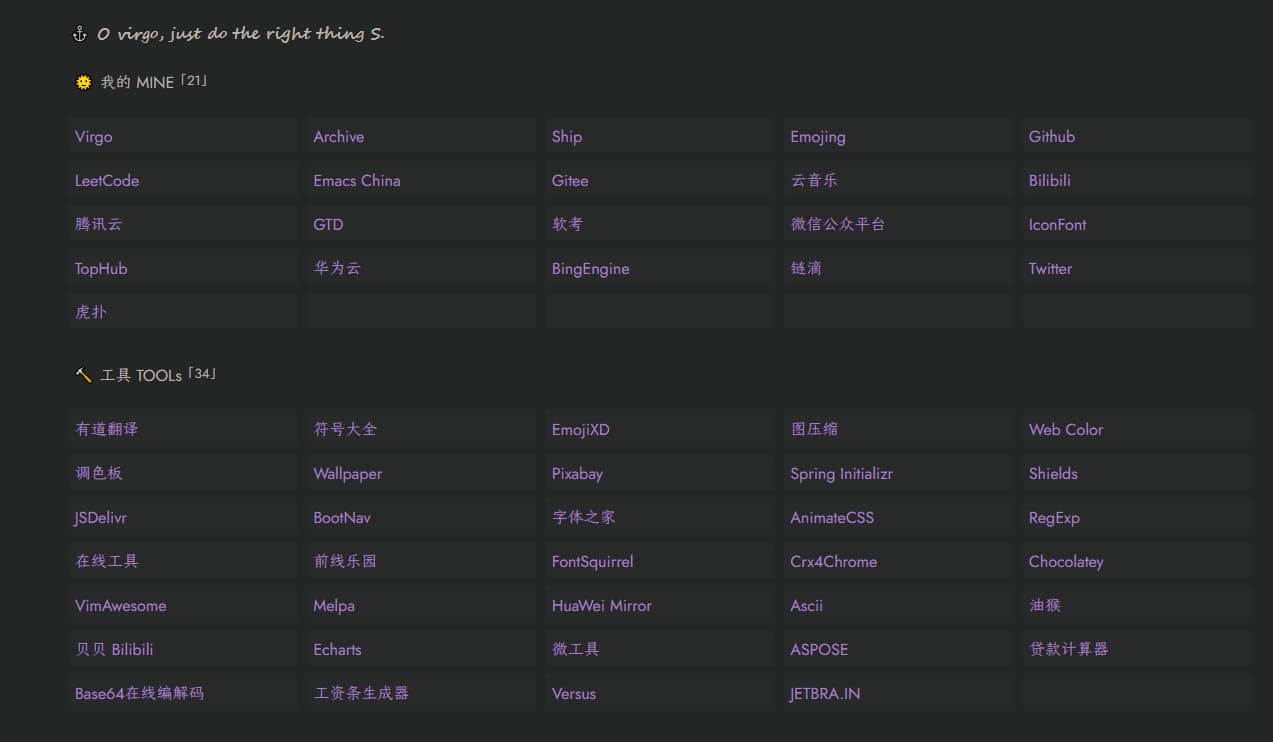 ⚓ O virgo, just do the right thing S.
🌞 我的 MINE「21」
Virgo Archive Ship Emojing Github
LeetCode Emacs China Gitee 云音乐 Bilibili
腾讯云 GTD 软考 微信公众平台 IconFont
TopHub 华为云 BingEngine 链滴 Twitter
虎扑
🔨 工具 TOOLs「34」
有道翻译 符号大全 EmojiXD 图压缩 Web Color
调色板 Wallpaper Pixabay Spring Initializr Shields
JSDelivr BootNav 字体之家 AnimateCSS RegExp
在线工具 前线乐园 FontSquirrel Crx4Chrome Chocolatey
VimAwesome Melpa HuaWei Mirror Ascii 油猴
贝贝 Bilibili Echarts 微工具 ASPOSE 贷款计算器
Base64在线编解码 工资条生成器 Versus JETBRA.IN